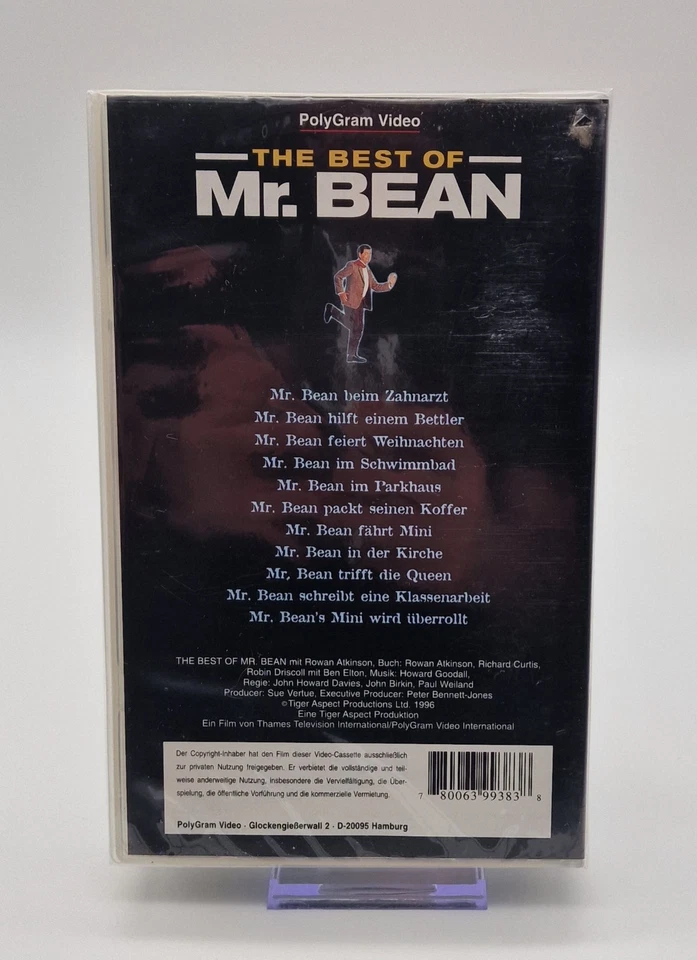 PolyGram Video
THE BEST OF
Mr. BEAN
Mr. Bean beim Zahnarzt
Mr. Bean hilft einem Bettler
Mr. Bean feiert Weihnachten
Mr. Bean im Schwimmbad
Mr. Bean im Parkhaus
Mr. Bean packt seinen Koffer
Mr. Bean fährt Mini
Mr. Bean in der Kirche
Mr. Bean trifft die Queen
Mr. Bean schreibt eine Klassenarbeit
Mr. Bean's Mini wird überrollt
THE BEST OF MR. BEAN mit Rowan Atkinson, Buch: Rowan Atkinson, Richard Curtis,
Robin Driscoll mit Ben Elton, Musik: Howard Goodall,
Regie: John Howard Davies, John Birkin, Paul Weiland
Producer: Sue Vertue, Executive Producer: Peter Bennett-Jones
©Tiger Aspect Productions Ltd. 1996
Eine Tiger Aspect Produktion
Ein Film von Thames Television International/PolyGram Video International
Der Copyright-Inhaber hat den Film dieser Video-Cassette ausschließlich
zur privaten Nutzung freigegeben. Er verbietet die vollständige und teil-
weise anderweitige Nutzung, insbesondere die Vervielfältigung, die Über-
spielung, die öffentliche Vorführung und die kommerzielle Vermietung.
PolyGram Video · Glockengießerwall 2 · D-20095 Hamburg
7 80063 99383 8